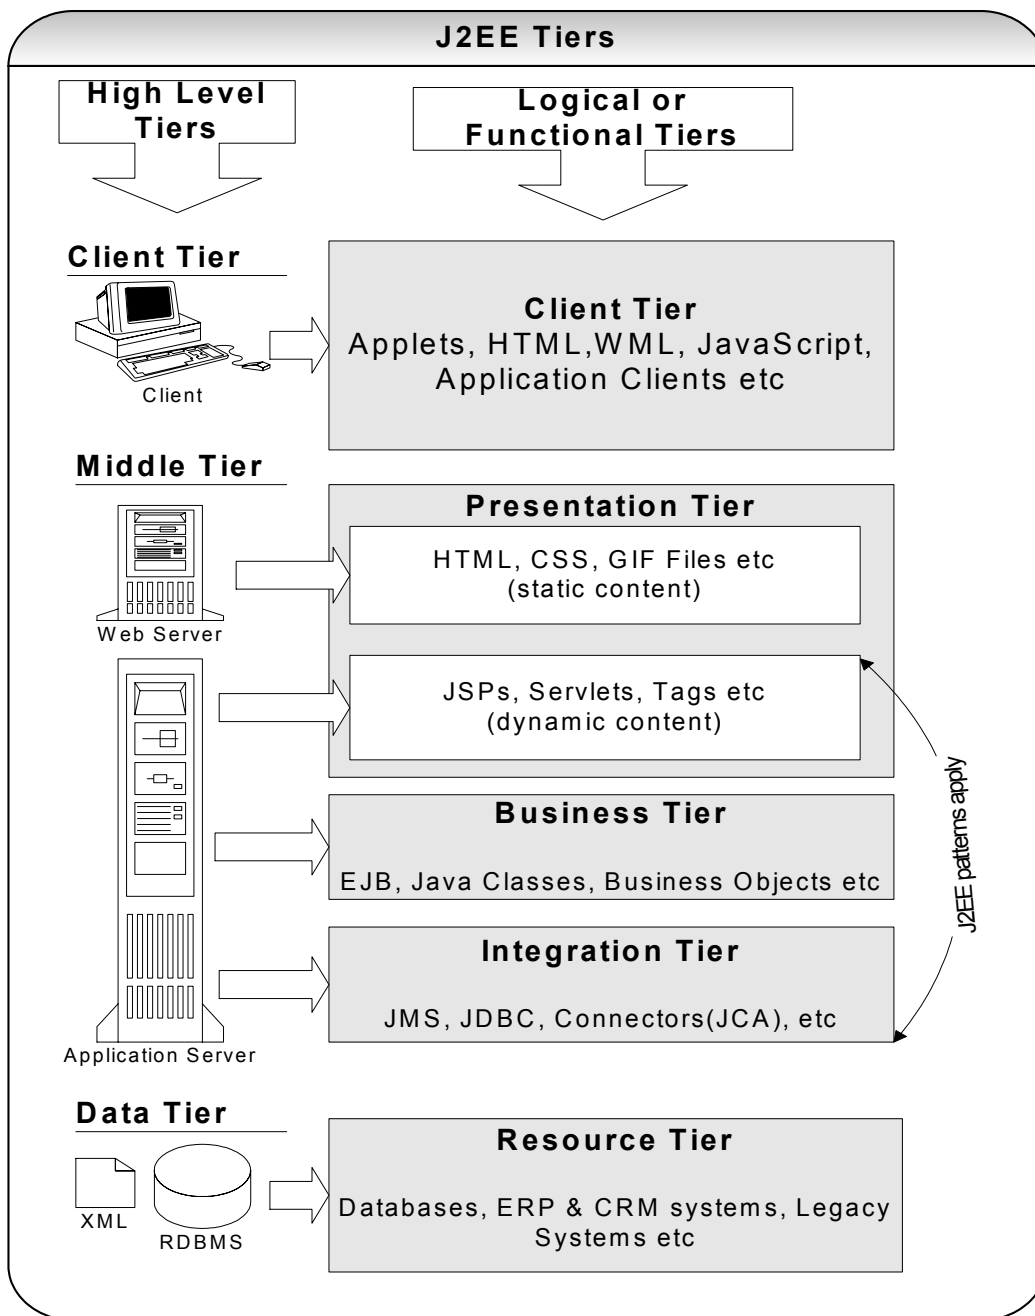 J2EE Tiers
High Level
Tiers
Logical or
Functional Tiers
Client Tier
Client
Client Tier
Applets, HTML,WML, JavaScript,
Application Clients etc
Middle Tier
Web Server
Presentation Tier
HTML, CSS, GIF Files etc
(static content)
JSPs, Servlets, Tags etc
(dynamic content)
Application Server
Business Tier
EJB, Java Classes, Business Objects etc
Integration Tier
JMS, JDBC, Connectors(JCA), etc
J2EE patterns apply
Data Tier
XML
RDBMS
Resource Tier
Databases, ERP & CRM systems, Legacy
Systems etc